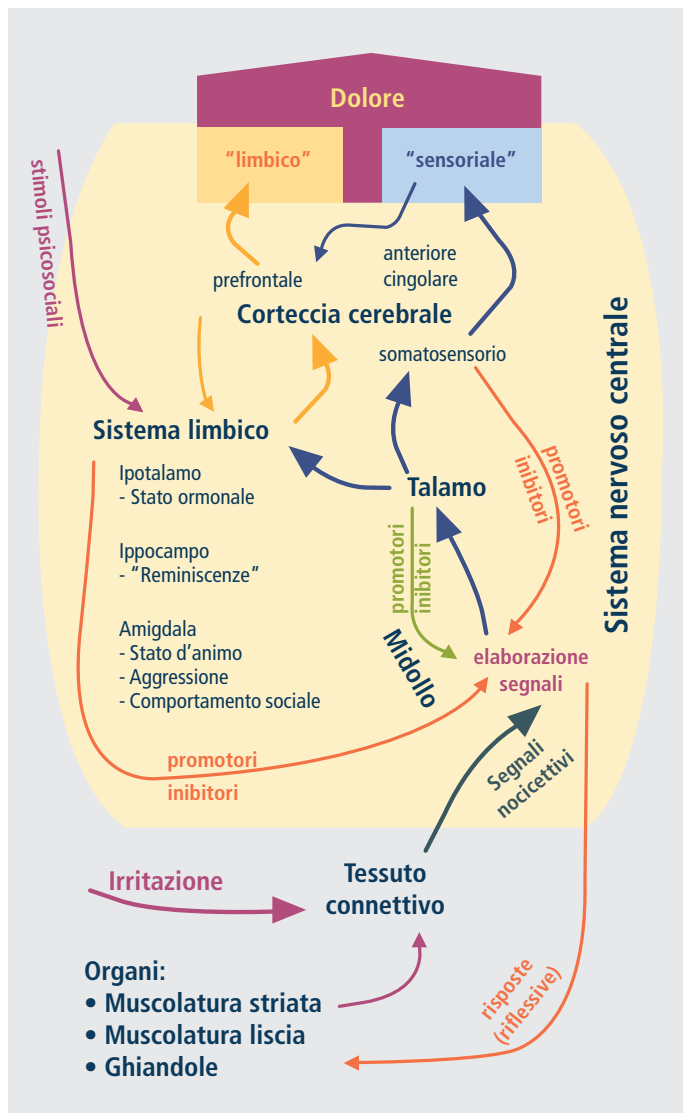 Dolore
“limbico”
“sensoriale”
stimoli psicosociali
prefrontale
anteriore
cingolare
Corteccia cerebrale
somatosensorio
Sistema limbico
Ipotalamo
- Stato ormonale
Ippocampo
- “Reminiscenze”
Amigdala
- Stato d’animo
- Aggressione
- Comportamento sociale
Talamo
promotori
inibitori
promotori
inibitori
Sistema nervoso centrale
Midollo
elaborazione
segnali
promotori
inibitori
Segnali
nocicettivi
Irritazione
Tessuto
connettivo
Organi:
• Muscolatura striata
• Muscolatura liscia
• Ghiandole
risposte
(riflessive)